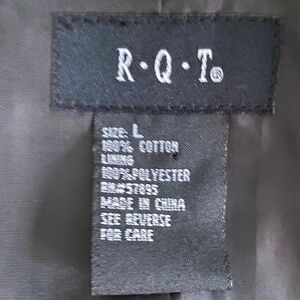 R·Q·T®
SIZE: L
100% COTTON
LINING
100%POLYESTER
RN#57895
MADE IN CHINA
SEE REVERSE
FOR CARE